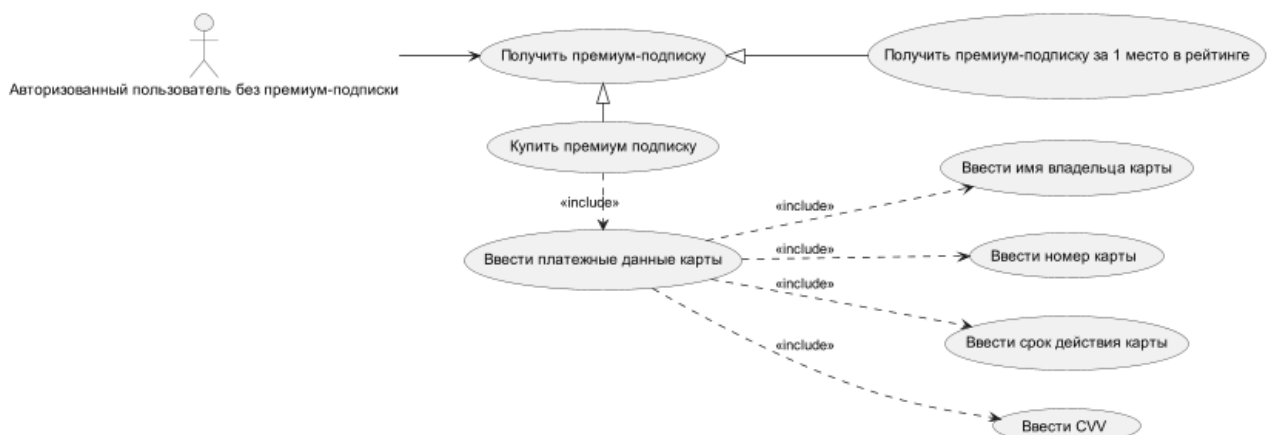 Получить премиум-подписку
Получить премиум-подписку за 1 место в рейтинге
Авторизованный пользователь без премиум-подписки
Купить премиум подписку
Ввести имя владельца карты
«include»
«include»
«include»
Ввести платежные данные карты
Ввести номер карты
«include»
Ввести срок действия карты
«include»
Ввести CVV